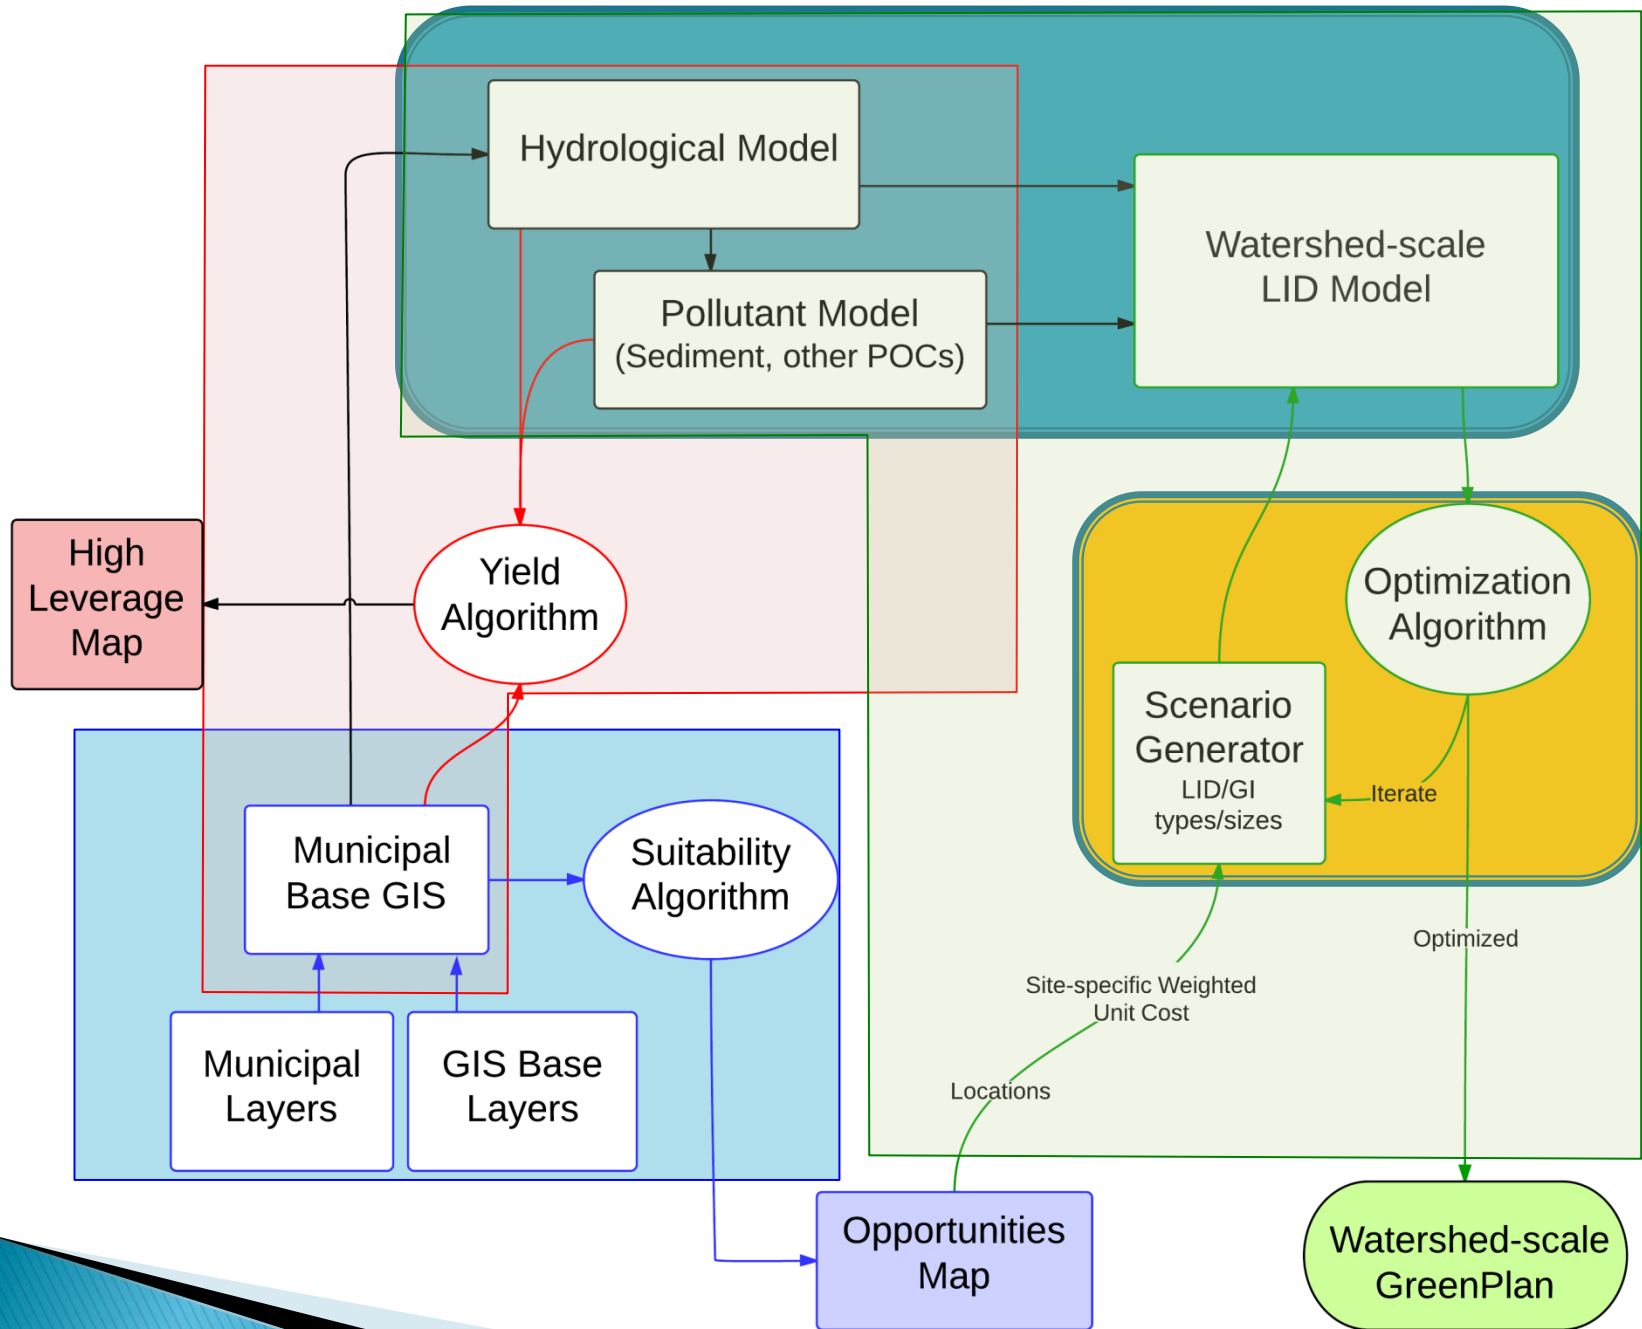 Hydrological Model
Watershed-scale
LID Model
Pollutant Model
(Sediment, other POCs)
High
Leverage
Map
Yield
Algorithm
Optimization
Algorithm
Scenario
Generator
LID/GI
types/sizes
Iterate
Municipal
Base GIS
Suitability
Algorithm
Optimized
Site-specific Weighted
Unit Cost
Municipal
Layers
GIS Base
Layers
Locations
Opportunities
Map
Watershed-scale
GreenPlan